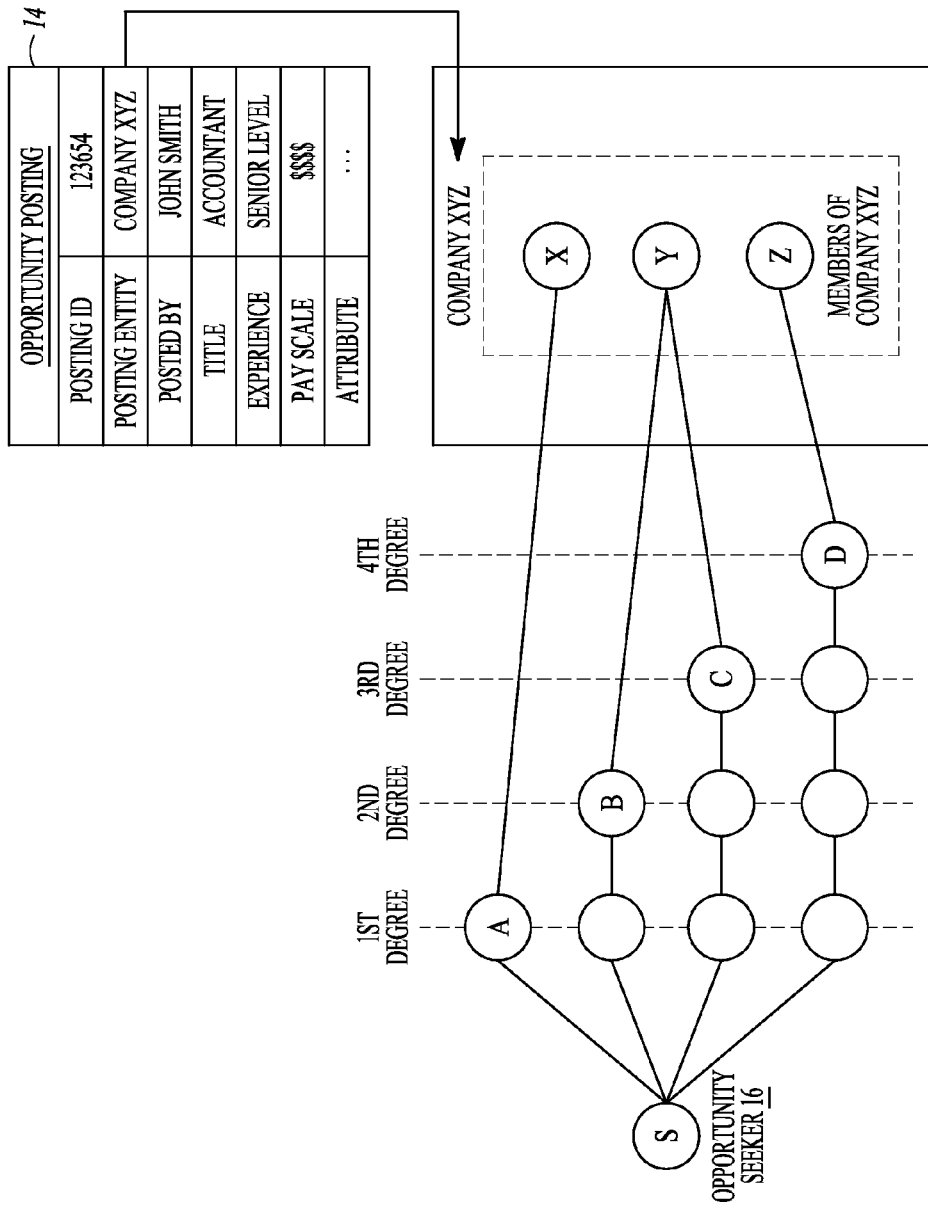 OPPORTUNITY POSTING
14
POSTING ID 123654
POSTING ENTITY COMPANY XYZ
POSTED BY JOHN SMITH
TITLE ACCOUNTANT
EXPERIENCE SENIOR LEVEL
PAY SCALE $$$$
ATTRIBUTE ...
1ST
DEGREE
2ND
DEGREE
3RD
DEGREE
4TH
DEGREE
COMPANY XYZ
A
X
B
S
Y
C
D
Z
OPPORTUNITY
SEEKER 16
MEMBERS OF
COMPANY XYZ